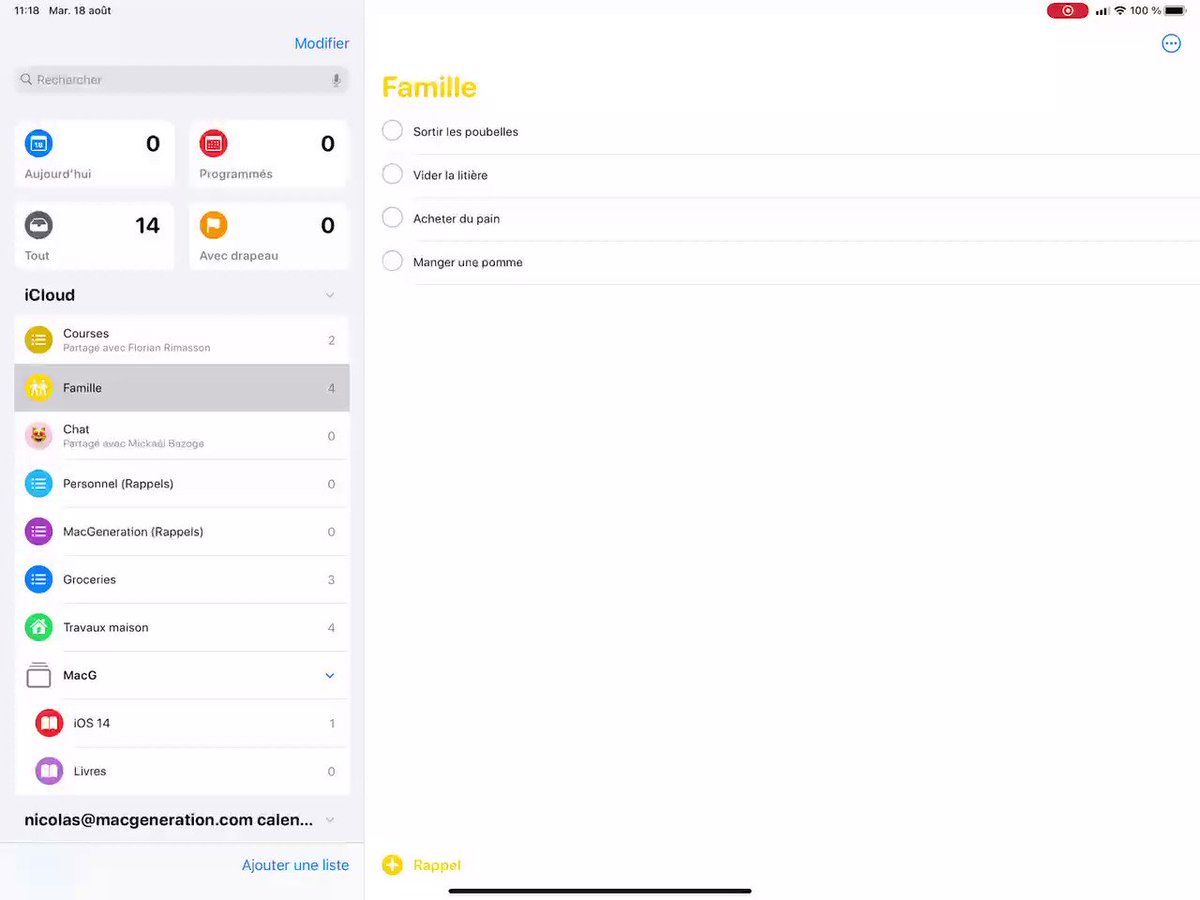 11:18 Mar. 18 août
100 %
Modifier
Rechercher
18
0
Aujourd'hui
0
Programmés
14
Tout
0
Avec drapeau
iCloud
Courses
Partagé avec Florian Rimasson
2
Famille
4
Chat
Partagé avec Mickaël Bazoge
0
Personnel (Rappels)
0
MacGeneration (Rappels)
0
Groceries
3
Travaux maison
4
MacG
iOS 14
1
Livres
0
nicolas@macgeneration.com calen...
Ajouter une liste
Famille
Sortir les poubelles
Vider la litière
Acheter du pain
Manger une pomme
Rappel